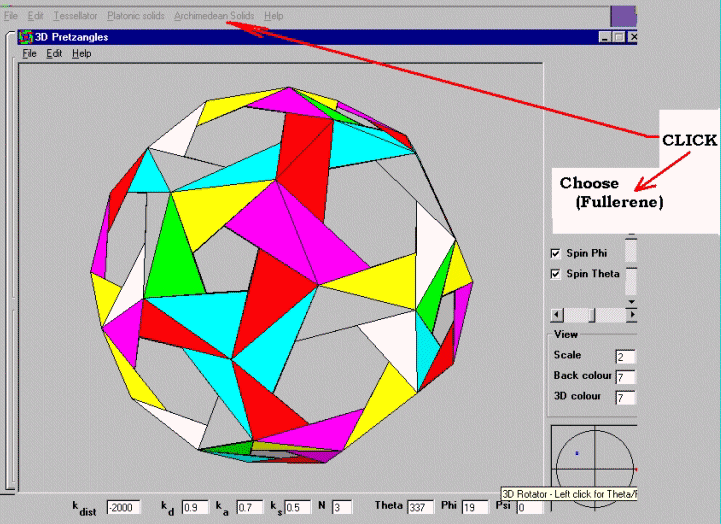 File Edit Tessellator Platonic solids Archimedean Solids Help
3D Pretzangles
File Edit Help
CLICK
Choose
(Fullerene)
Spin Phi
Spin Theta
View
Scale 2
Back colour 7
3D colour 7
3D Rotator - Left click for Theta/
k dist -2000 k d 0.9 k a 0.7 k s 0.5 N 3 Theta 337 Phi 19 Psi 0